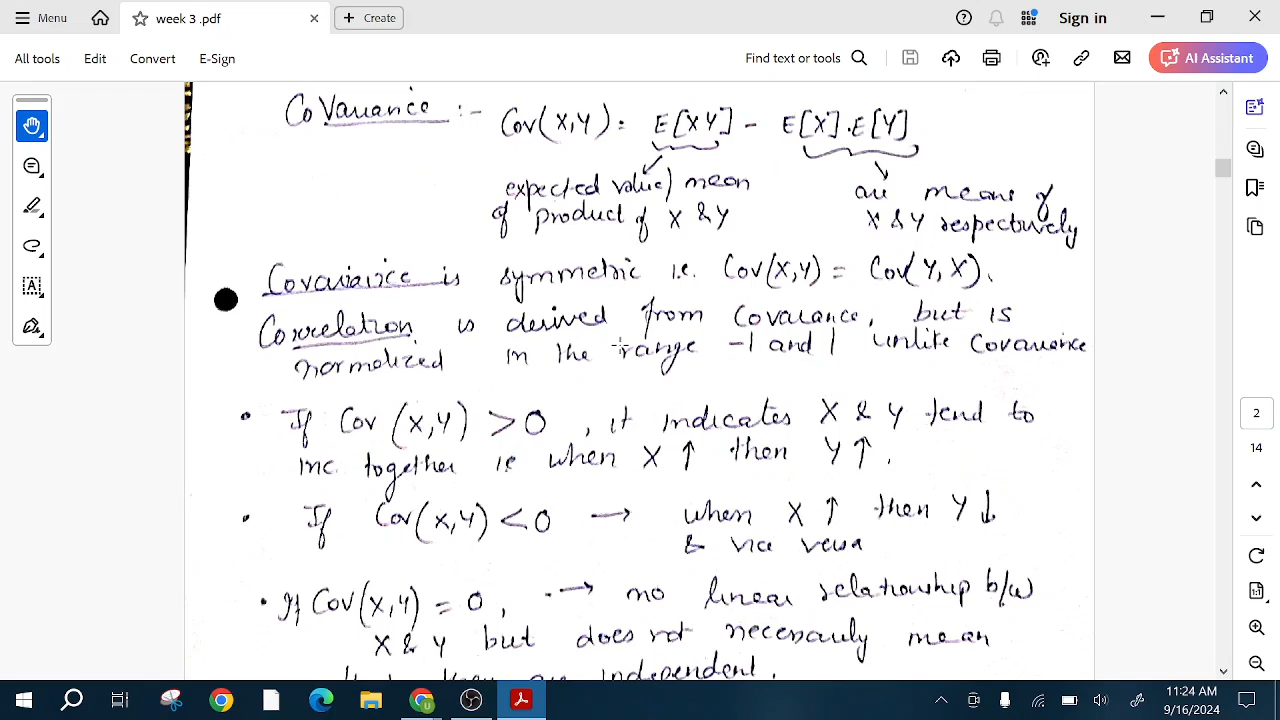 Menu
week 3 .pdf
Create
Sign in
All tools
Edit
Convert
E-Sign
Find text or tools
AI Assistant
CoVariance :- Cov(X,Y) = E[XY] - E[X].E[Y]
expected value) mean
of product of X & Y
are means of
X & Y respectively
Covariance is symmetric i.e. Cov(X,Y) = Cov(Y,X).
Correlation is derived from Covariance, but is
normalized in the range -1 and 1 unlike Covariance
• If Cov (X,Y) > 0, it indicates X & Y tend to
inc. together ie when X ↑ then Y ↑.
• If Cov(X,Y) < 0 → when X ↑ then Y ↓
& vice versa
• If Cov(X,Y) = 0, → no linear relationship b/w
X & Y but does not necessarily mean
independent.
2
14
11:24 AM
9/16/2024